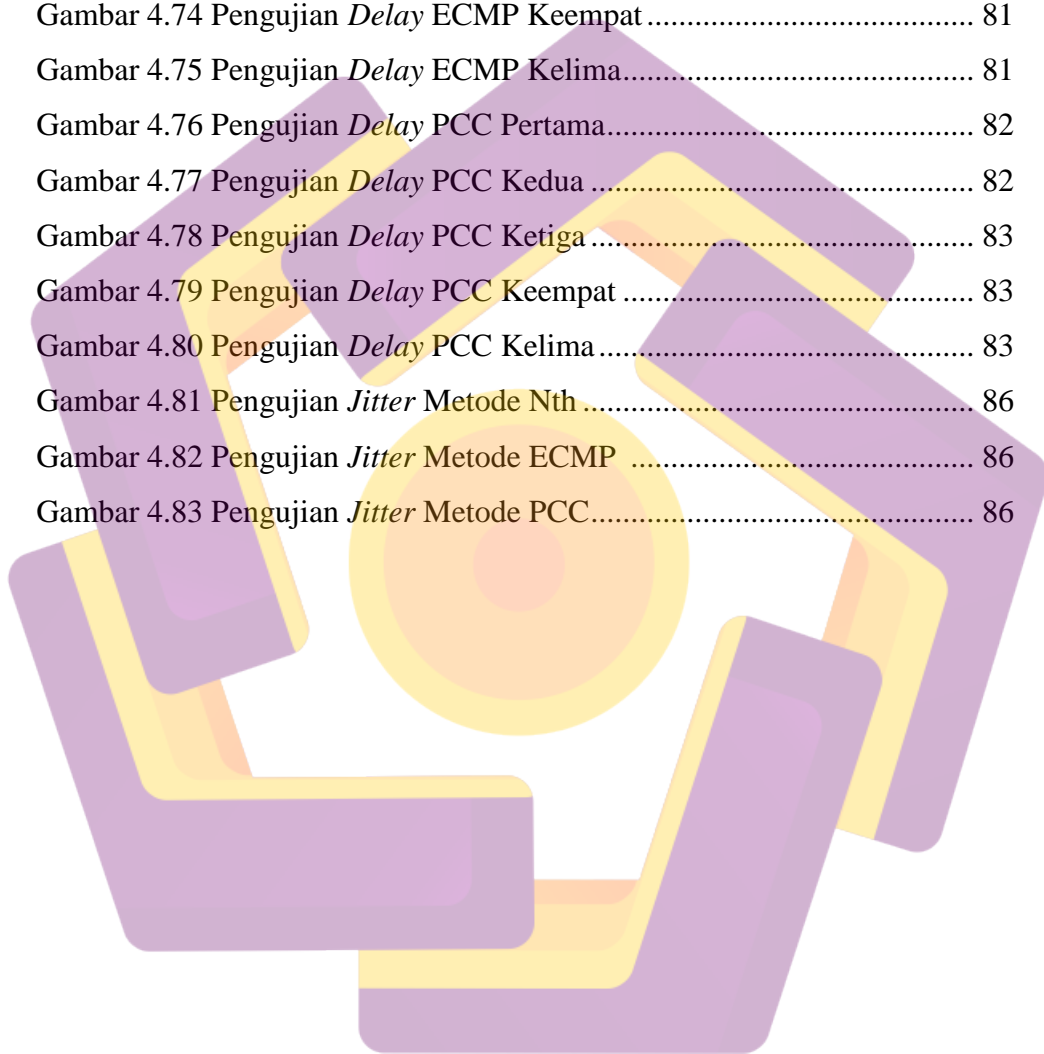 Gambar 4.74 Pengujian Delay ECMP Keempat ........................................ 81
Gambar 4.75 Pengujian Delay ECMP Kelima........................................... 81
Gambar 4.76 Pengujian Delay PCC Pertama............................................. 82
Gambar 4.77 Pengujian Delay PCC Kedua ............................................... 82
Gambar 4.78 Pengujian Delay PCC Ketiga ............................................... 83
Gambar 4.79 Pengujian Delay PCC Keempat ........................................... 83
Gambar 4.80 Pengujian Delay PCC Kelima .............................................. 83
Gambar 4.81 Pengujian Jitter Metode Nth ................................................ 86
Gambar 4.82 Pengujian Jitter Metode ECMP .......................................... 86
Gambar 4.83 Pengujian Jitter Metode PCC............................................... 86